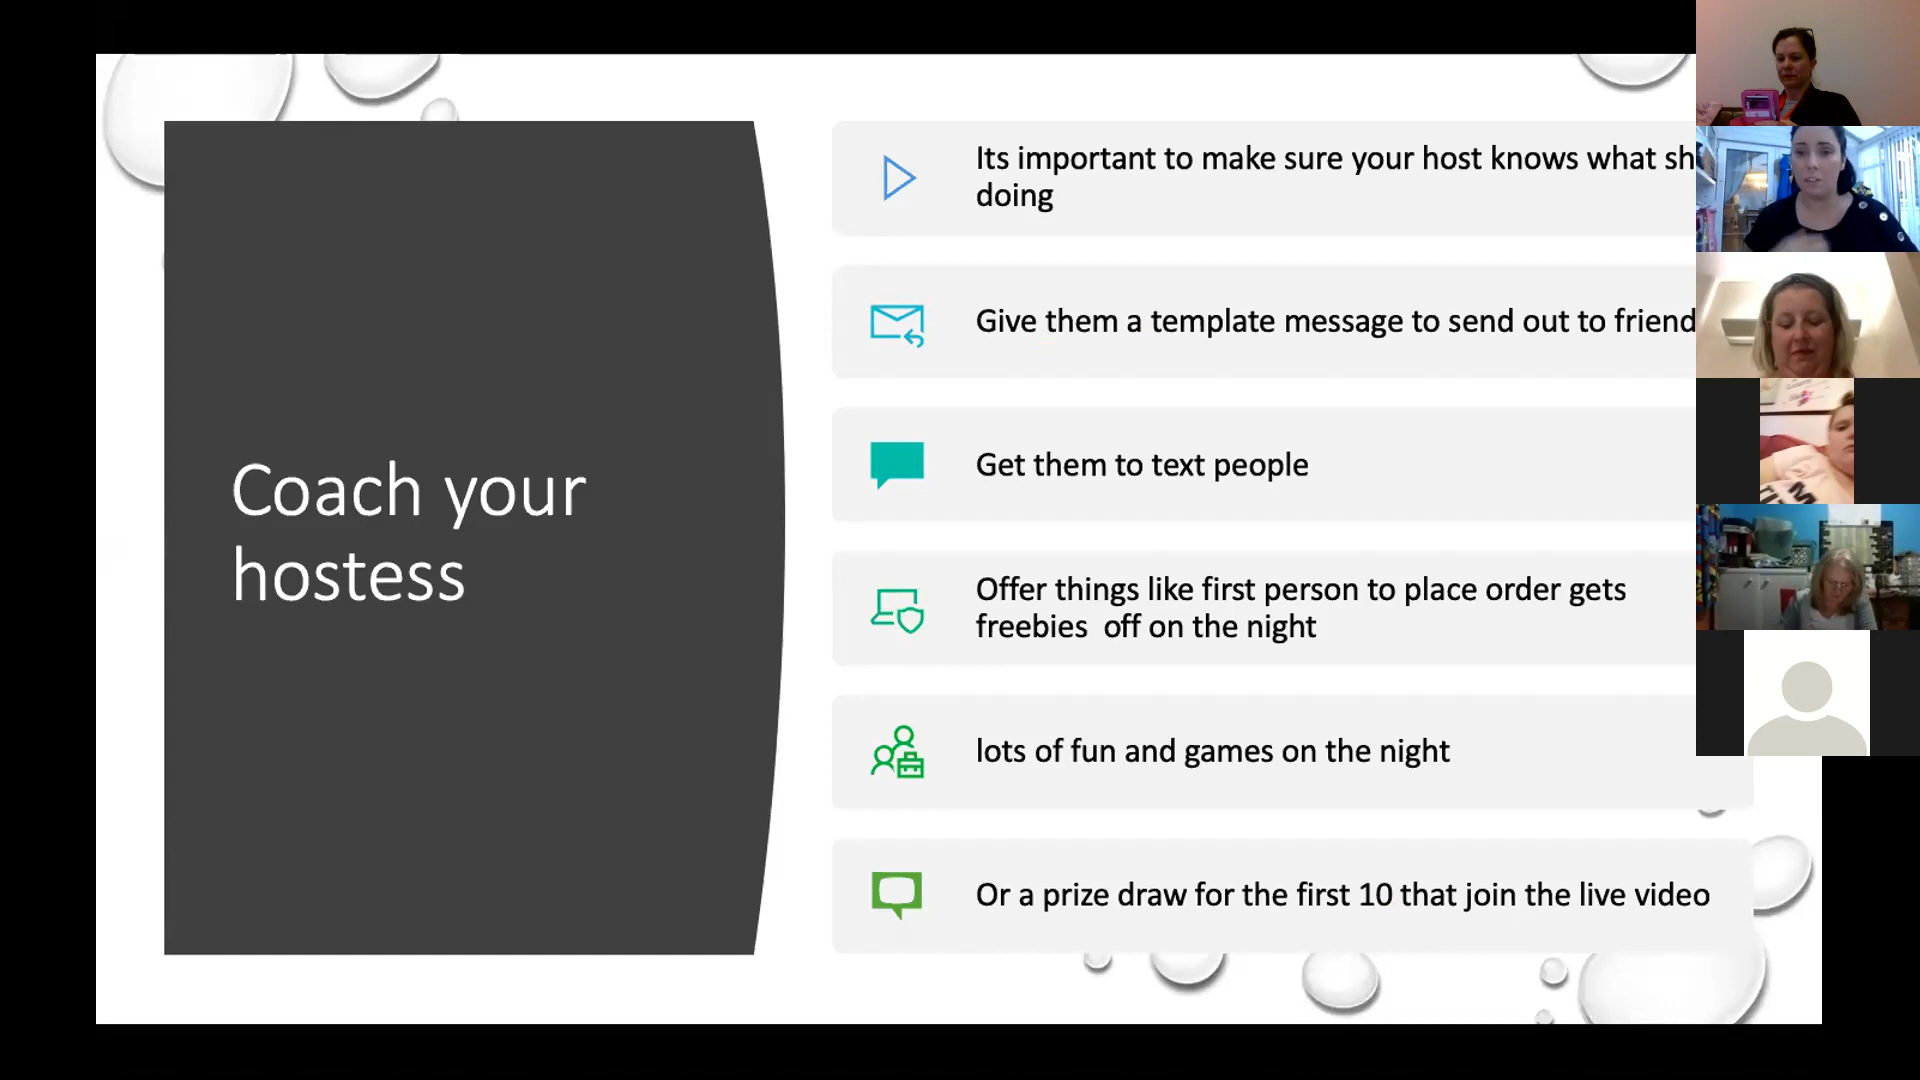 Coach your
hostess
Its important to make sure your host knows what sh
doing
Give them a template message to send out to friend
Get them to text people
Offer things like first person to place order gets
freebies  off on the night
lots of fun and games on the night
Or a prize draw for the first 10 that join the live video